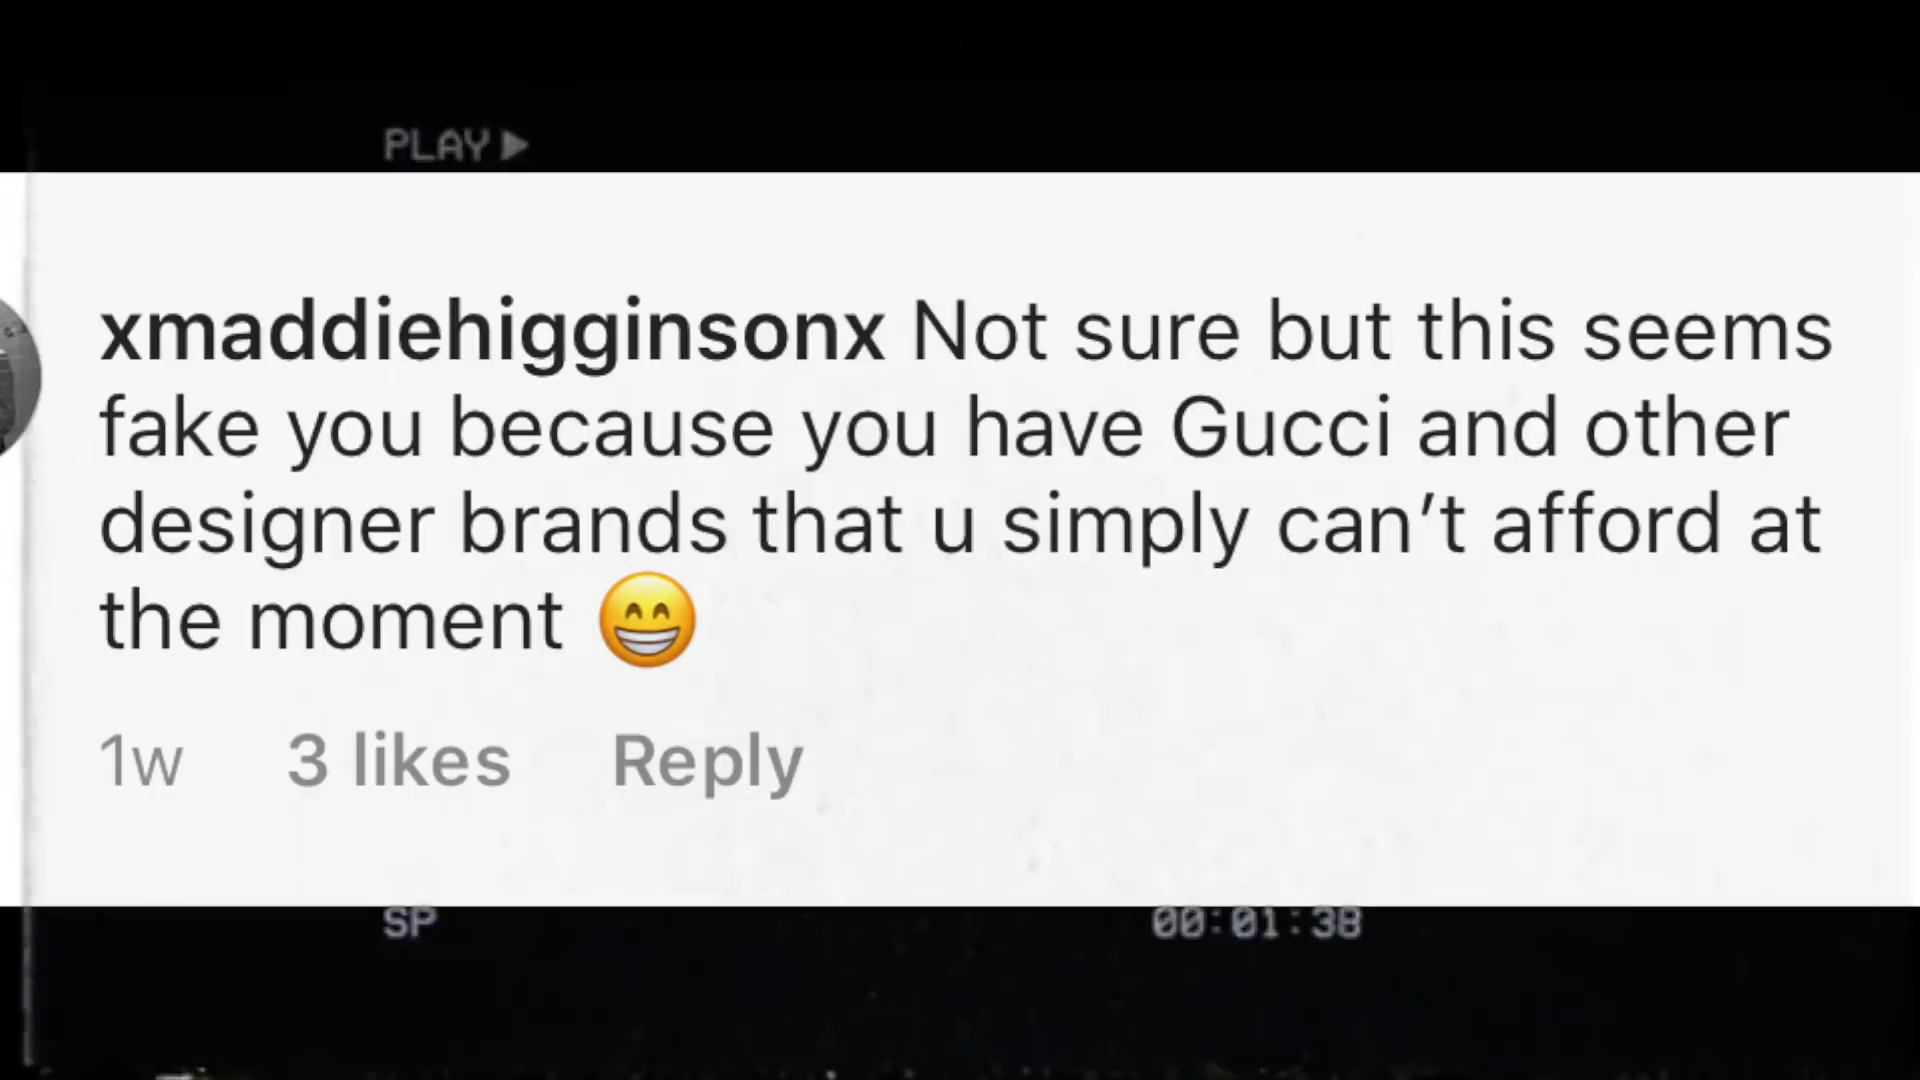 PLAY ▶
xmaddiehigginsonx Not sure but this seems
fake you because you have Gucci and other
designer brands that u simply can’t afford at
the moment 😁
1w 3 likes Reply
SP 00:01:38